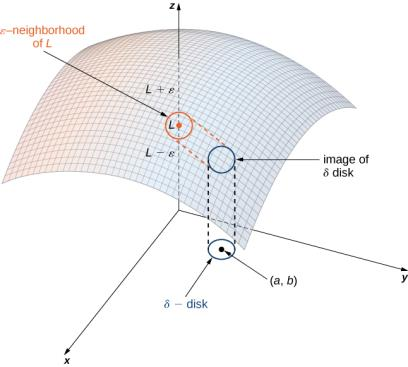 z
ε–neighborhood
of L
L + ε
L
L − ε
image of
δ disk
(a, b)
δ − disk
y
x